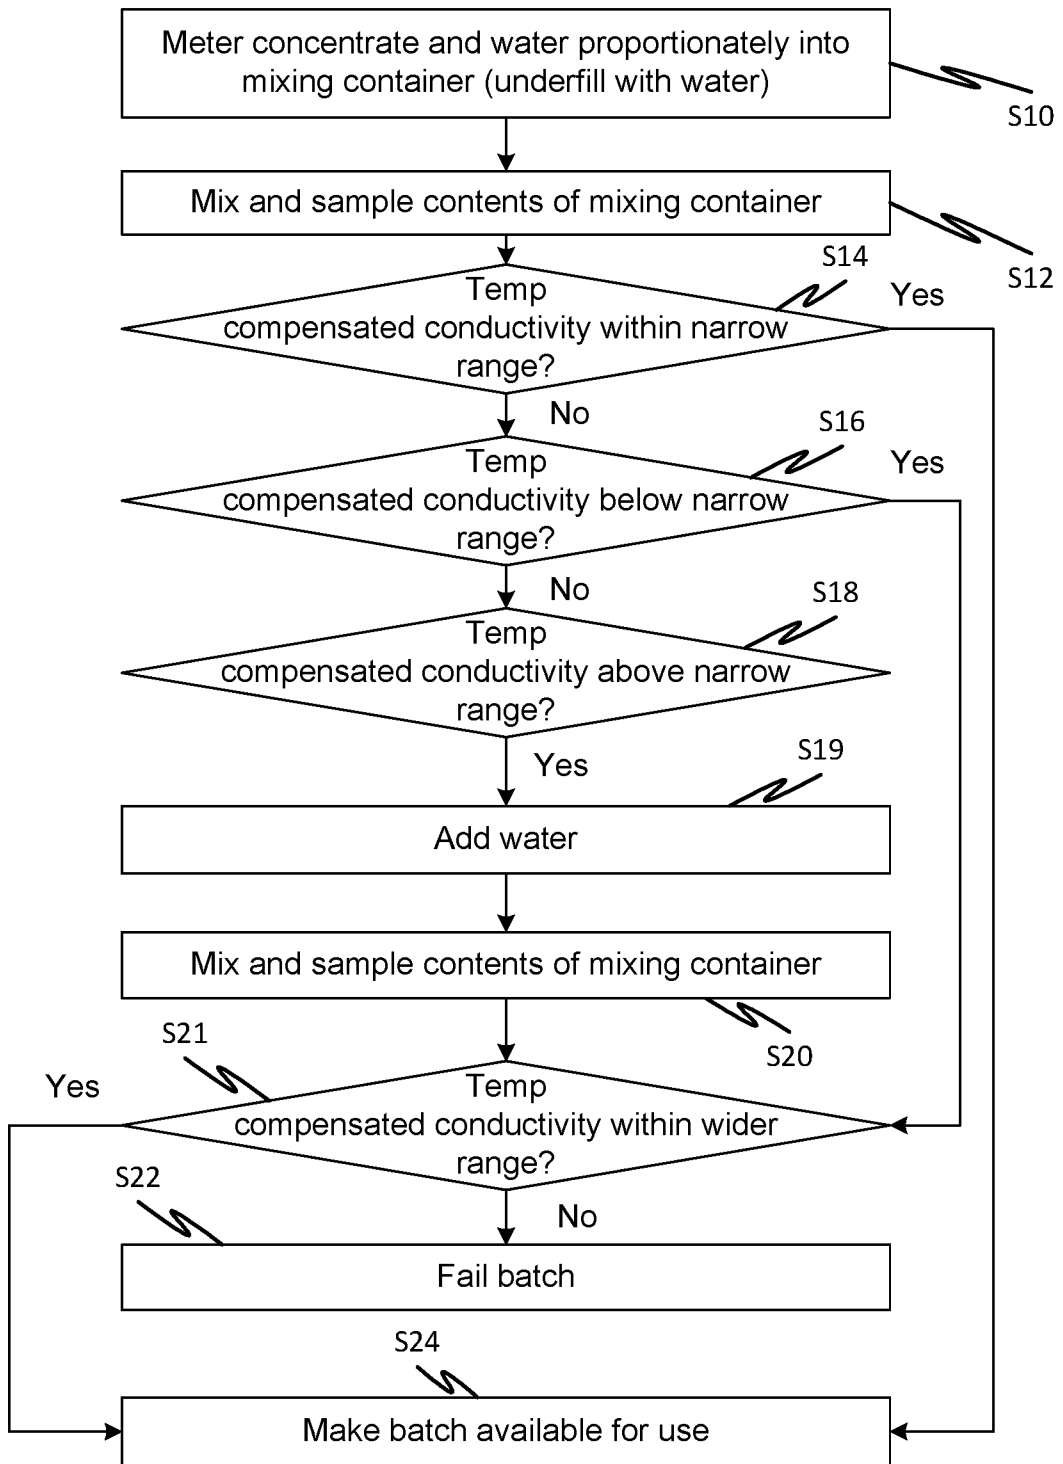 Meter concentrate and water proportionately into
mixing container (underfill with water)
S10
Mix and sample contents of mixing container
S12
S14
Temp
compensated conductivity within narrow
range?
Yes
No
S16
Temp
compensated conductivity below narrow
range?
Yes
No
S18
Temp
compensated conductivity above narrow
range?
Yes
S19
Add water
Mix and sample contents of mixing container
S20
S21
Yes
Temp
compensated conductivity within wider
range?
No
S22
Fail batch
S24
Make batch available for use